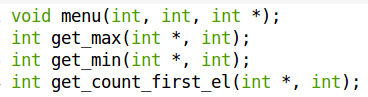 void menu(int, int, int *);
int get_max(int *, int);
int get_min(int *, int);
int get_count_first_el(int *, int);